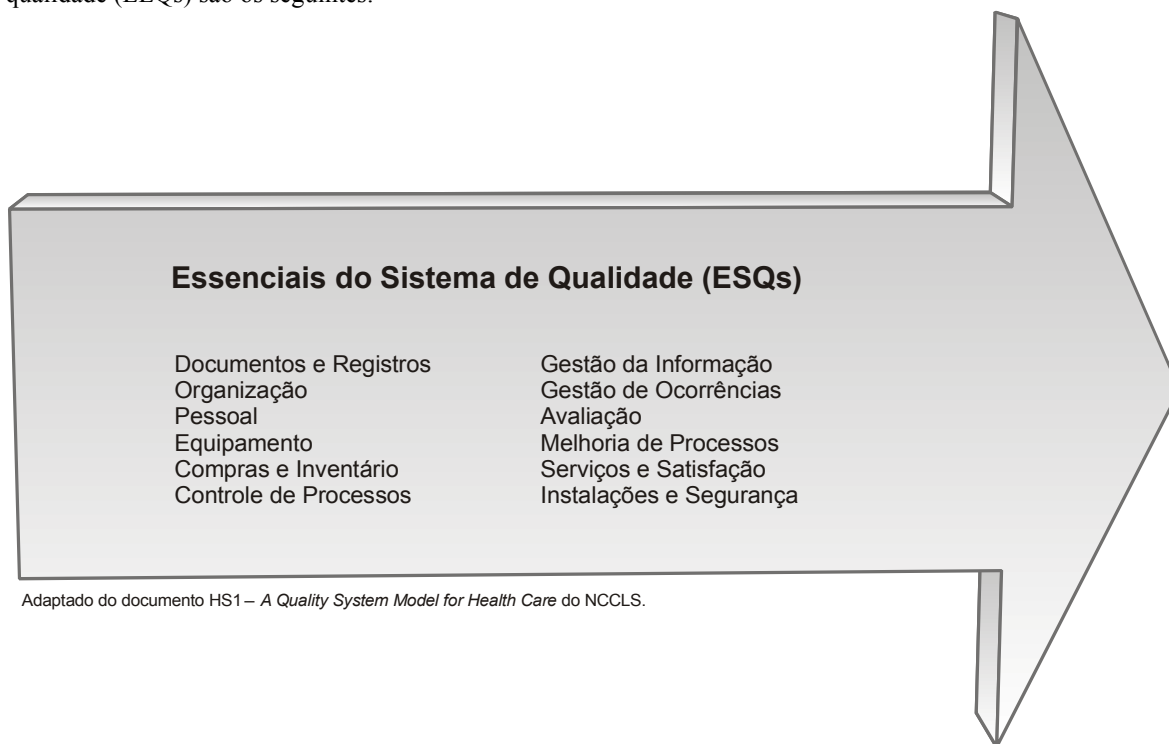 qualidade são os seguintes:
Essenciais do Sistema de Qualidade (ESQs)
Documentos e Registros
Organização
Pessoal
Equipamento
Compras e Inventário
Controle de Processos
Gestão da Informação
Gestão de Ocorrências
Avaliação
Melhoria de Processos
Serviços e Satisfação
Instalações e Segurança
Adaptado do documento HS1 – A Quality System Model for Health Care do NCCLS.